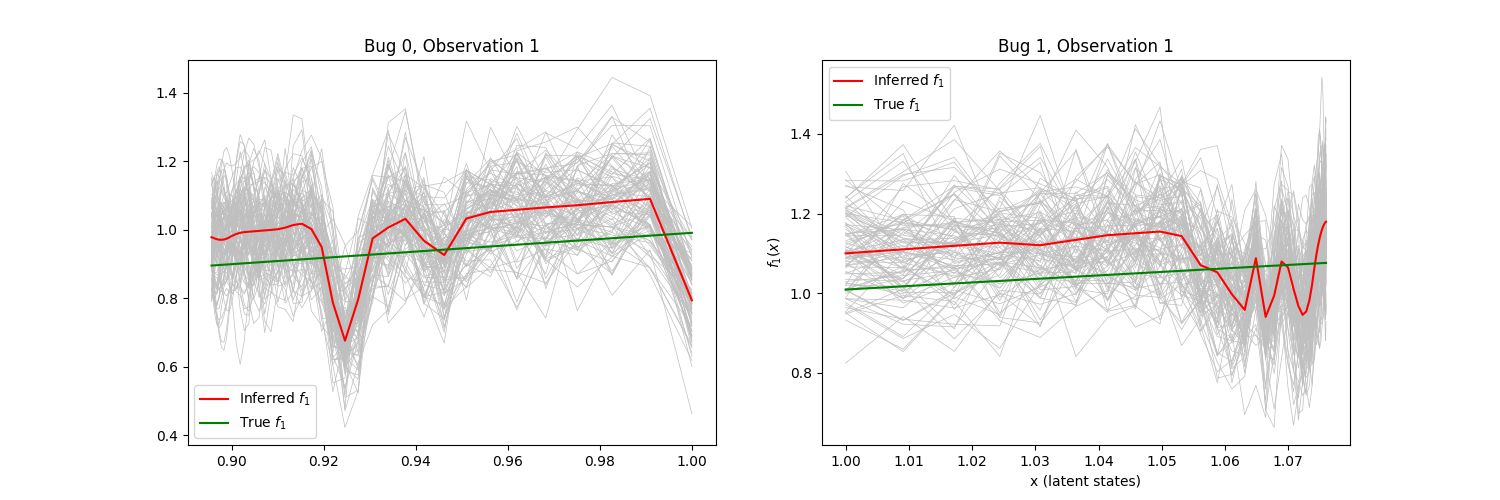 Bug 0, Observation 1
1.4
1.2
1.0
0.8
0.6
0.4
Inferred f₁
True f₁
0.90 0.92 0.94 0.96 0.98 1.00
Bug 1, Observation 1
Inferred f₁
True f₁
f₁(x)
1.4
1.2
1.0
0.8
1.00 1.01 1.02 1.03 1.04 1.05 1.06 1.07
x (latent states)